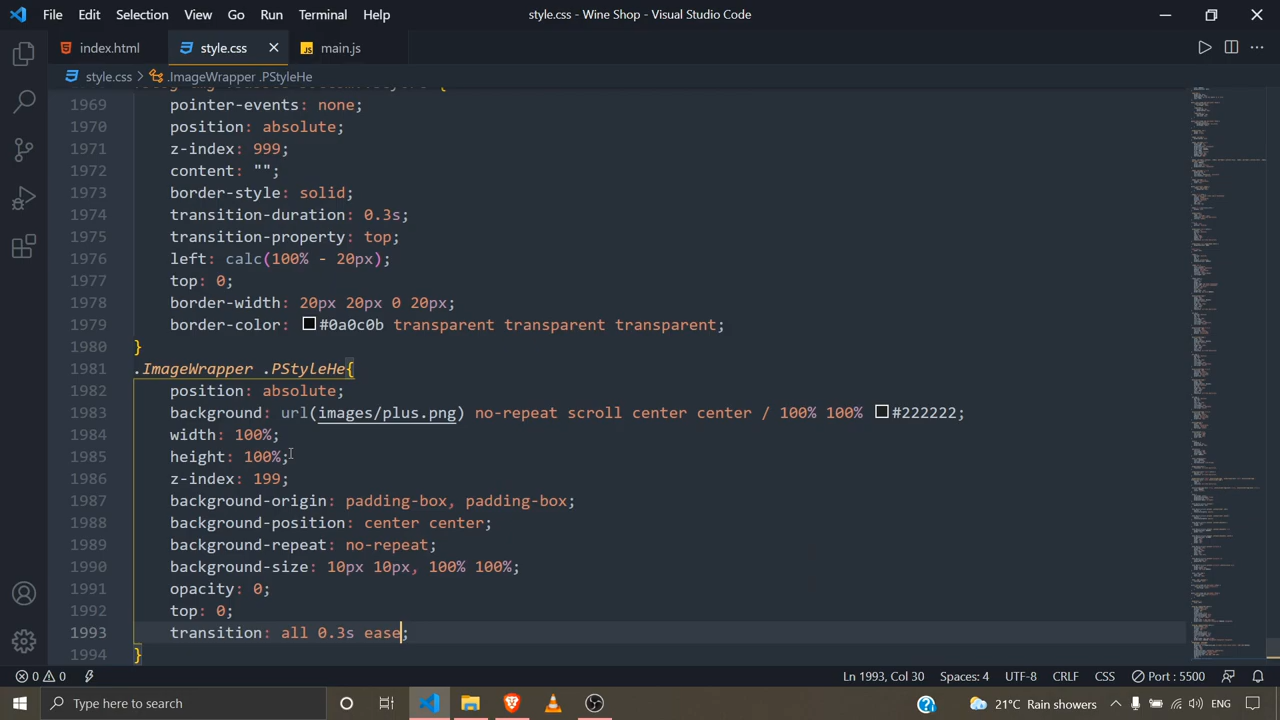 File Edit Selection View Go Run Terminal Help style.css - Wine Shop - Visual Studio Code
index.html style.css main.js
style.css .ImageWrapper .PStyleHe
1969 pointer-events: none;
1970 position: absolute;
1971 z-index: 999;
1972 content: "";
1973 border-style: solid;
1974 transition-duration: 0.3s;
1975 transition-property: top;
1976 left: calc(100% - 20px);
1977 top: 0;
1978 border-width: 20px 20px 0 20px;
1979 border-color: #0a0c0b transparent transparent transparent;
1980 }
1981 .ImageWrapper .PStyleHe{
1982 position: absolute;
1983 background: url(images/plus.png) no-repeat scroll center center / 100% 100% #222222;
1984 width: 100%;
1985 height: 100%;
1986 z-index: 199;
1987 background-origin: padding-box, padding-box;
1988 background-position: center center;
1989 background-repeat: no-repeat;
1990 background-size: 10px 10px, 100% 100%;
1991 opacity: 0;
1992 top: 0;
1993 transition: all 0.3s ease;
1994 }
0 0 Ln 1993, Col 30 Spaces: 4 UTF-8 CRLF CSS Port : 5500
Type here to search 21°C Rain showers ENG